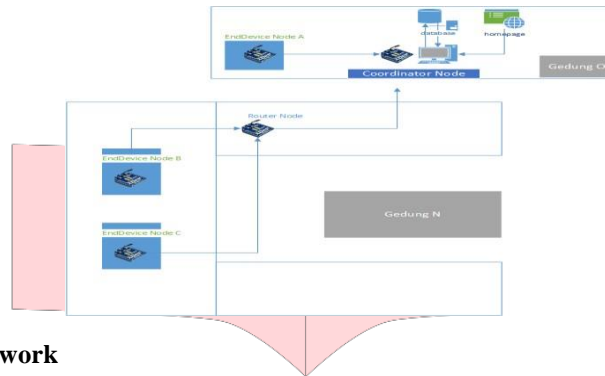 EndDevice Node A
database
homepage
Coordinator Node
Gedung O
Router Node
EndDevice Node B
Gedung N
EndDevice Node C
work